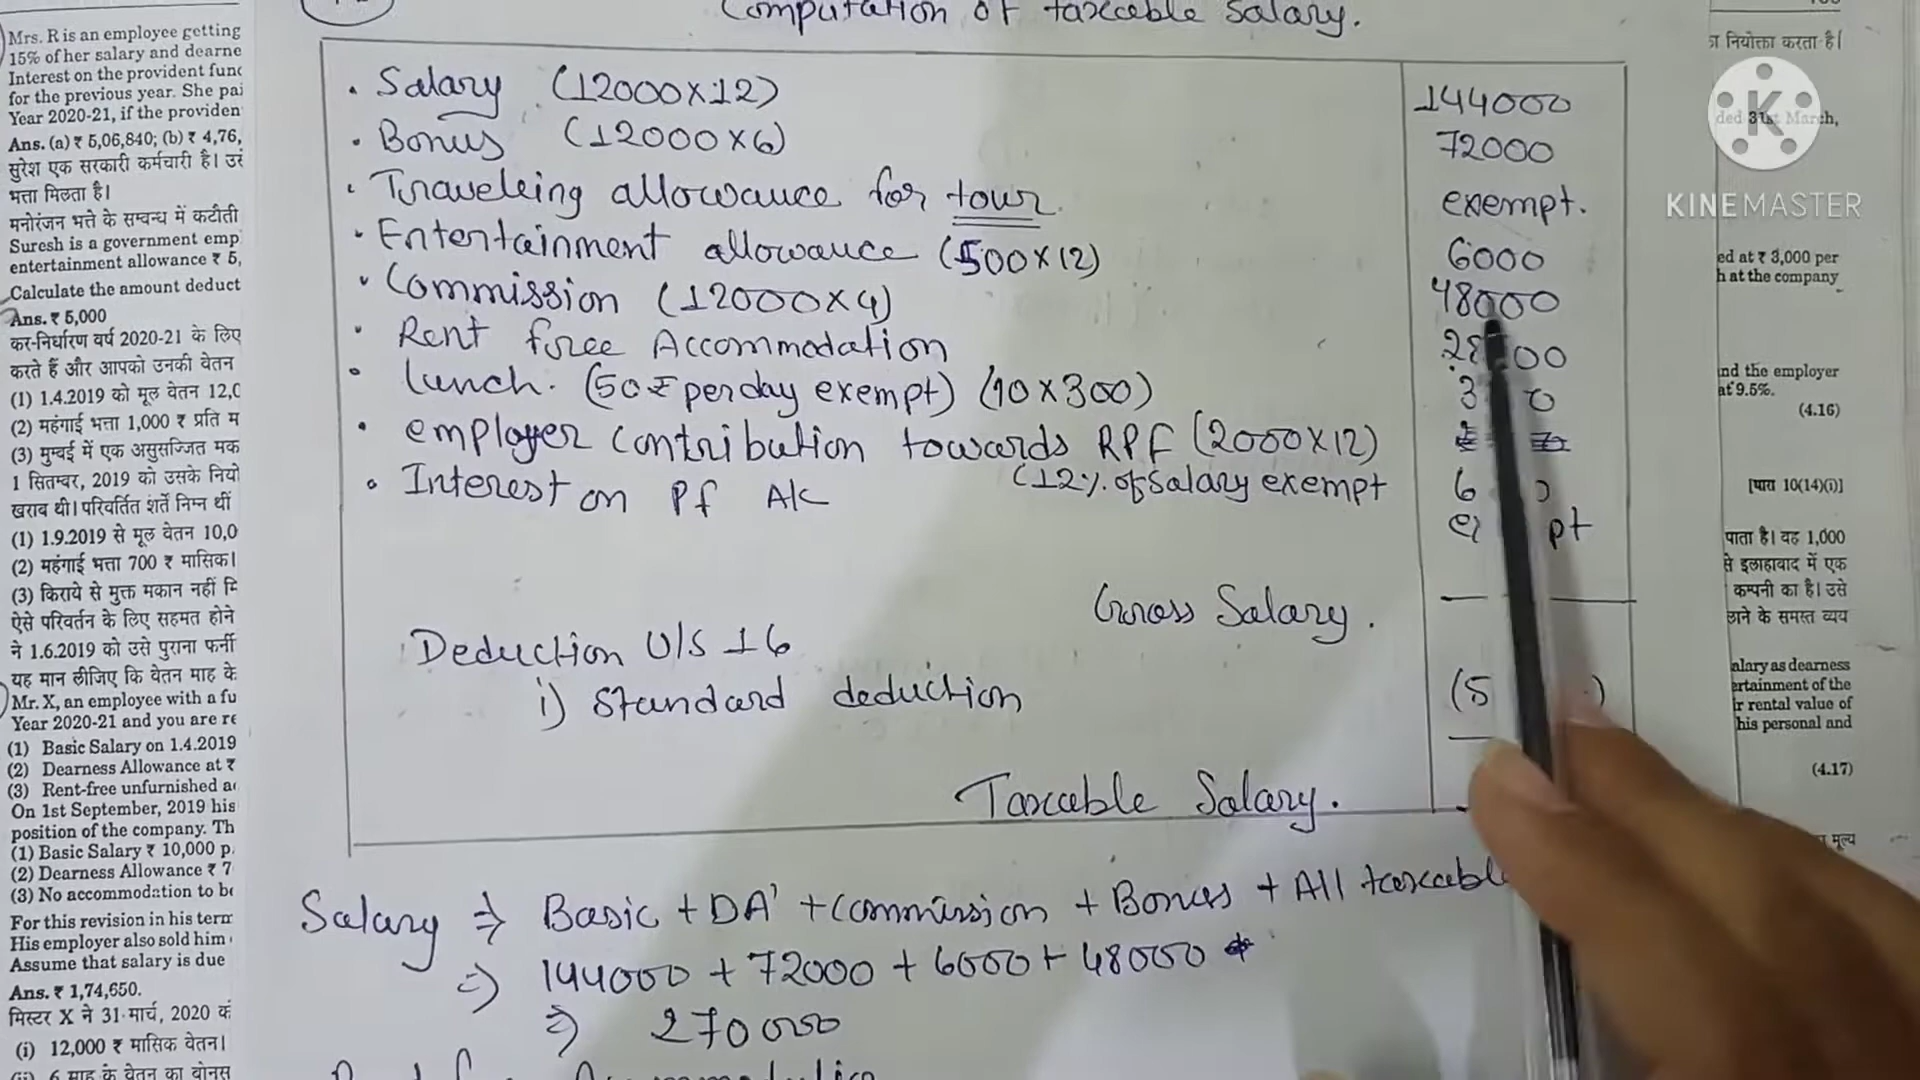 Computation of taxable salary.
Mrs. R is an employee getting
15% of her salary and dearne
Interest on the provident fund
for the previous year. She pai
Year 2020-21, if the providen
Ans. (a) ₹ 5,06,840; (b) ₹ 4,76,
सुरेश एक सरकारी कर्मचारी है। उसे
भत्ता मिलता है।
मनोरंजन भत्ते के सम्बन्ध में कटौती
Suresh is a government emp
entertainment allowance ₹ 5,
Calculate the amount deduct
Ans. ₹ 5,000
कर-निर्धारण वर्ष 2020-21 के लिए
करते हैं और आपको उनकी वेतन
(1) 1.4.2019 को मूल वेतन 12,0
(2) महंगाई भत्ता 1,000 ₹ प्रति म
(3) मुम्बई में एक असुसज्जित मक
1 सितम्बर, 2019 को उसके नियो
खराब थी। परिवर्तित शर्तें निम्न थीं
(1) 1.9.2019 से मूल वेतन 10,0
(2) महंगाई भत्ता 700 ₹ मासिक।
(3) किराये से मुक्त मकान नहीं मि
ऐसे परिवर्तन के लिए सहमत होने
ने 1.6.2019 को उसे पुराना फर्नी
यह मान लीजिए कि वेतन माह के
Mr. X, an employee with a fu
Year 2020-21 and you are re
(1) Basic Salary on 1.4.2019
(2) Dearness Allowance at ₹
(3) Rent-free unfurnished a
On 1st September, 2019 his
position of the company. Th
(1) Basic Salary ₹ 10,000 p.
(2) Dearness Allowance ₹ 7
(3) No accommodation to be
For this revision in his term
His employer also sold him
Assume that salary is due
Ans. ₹ 1,74,650.
मिस्टर X ने 31 मार्च, 2020 को
(i) 12,000 ₹ मासिक वेतन।
(ii) 6 माह के वेतन का बोनस
. Salary (12000×12) 144000
. Bonus (12000×6) 72000
. Traveleing allowance for tour. exempt.
. Entertainment allowance (500×12) 6000
. Commission (12000×4) 48000
. Rent free Accommodation
. lunch. (50₹ per day exempt) (10×300)
. employer contribution towards RPF (2000×12)
(12% of salary exempt
. Interest on Pf A/c
Gross Salary.
Deduction U/S 16
i) Standard deduction
Taxable Salary.
Salary ⇒ Basic + DA' + Commission + Bonus + All taxable
⇒ 144000 + 72000 + 6000 + 48000
⇒ 270000
का नियोक्ता करता है।
K
KINEMASTER
ded 31st March,
ed at ₹ 3,000 per
h at the company
nd the employer
at 9.5%.
(4.16)
[पारा 10(14)(i)]
पाता है। वह 1,000
से इलाहाबाद में एक
कम्पनी का है। उसे
के समस्त व्यय
alary as dearness
ertainment of the
r rental value of
his personal and
(4.17)
मूल्य